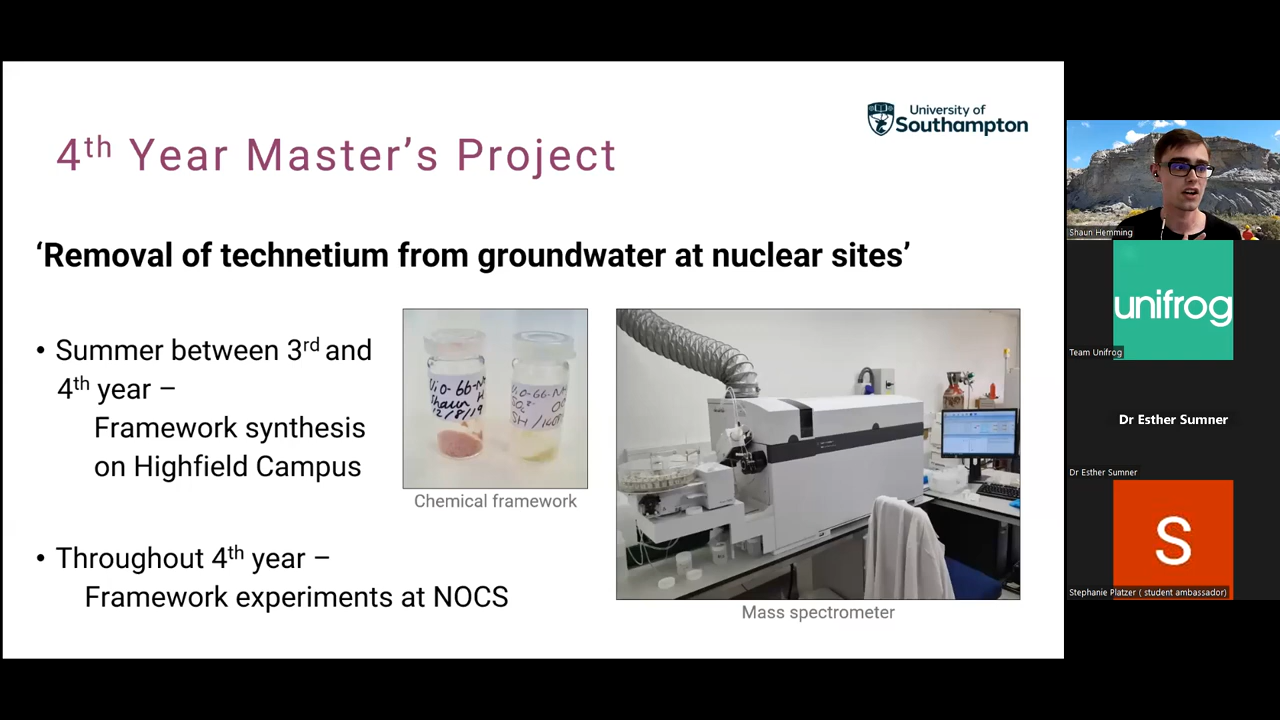 University of
Southampton
4th Year Master's Project
'Removal of technetium from groundwater at nuclear sites'
• Summer between 3rd and
4th year –
Framework synthesis
on Highfield Campus
Chemical framework
• Throughout 4th year –
Framework experiments at NOCS
Mass spectrometer
Shaun Hemming
unifrog
Team Unifrog
Dr Esther Sumner
Dr Esther Sumner
S
Stephanie Platzer ( student ambassador)